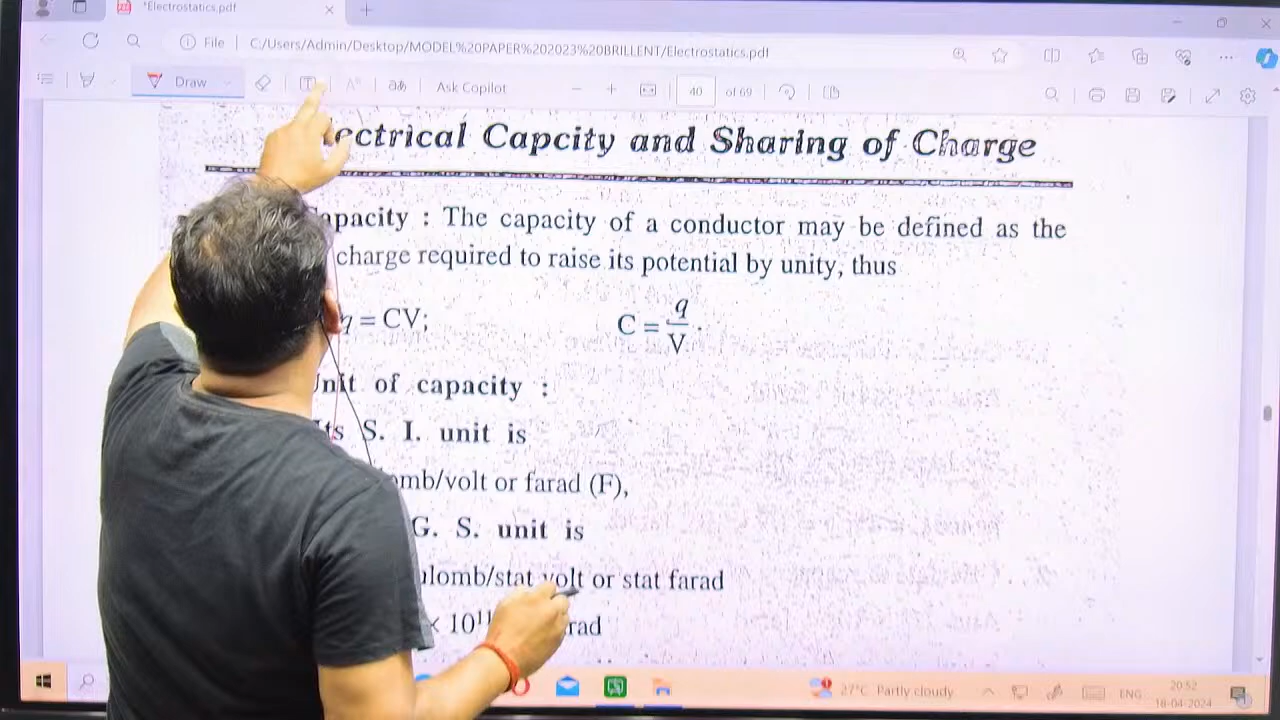 *Electrostatics.pdf
File | C:/Users/Admin/Desktop/MODEL%20PAPER%202023%20BRILLENT/Electrostatics.pdf
Draw
Ask Copilot
40 of 69
ectrical Capcity and Sharing of Charge
apacity : The capacity of a conductor may be defined as the
charge required to raise its potential by unity, thus
q = CV; C = q/V.
nit of capacity :
Its S. I. unit is
omb/volt or farad (F),
G. S. unit is
ulomb/stat volt or stat farad
× 10¹¹ rad
27°C Partly cloudy
ENG
20:52
18-04-2024